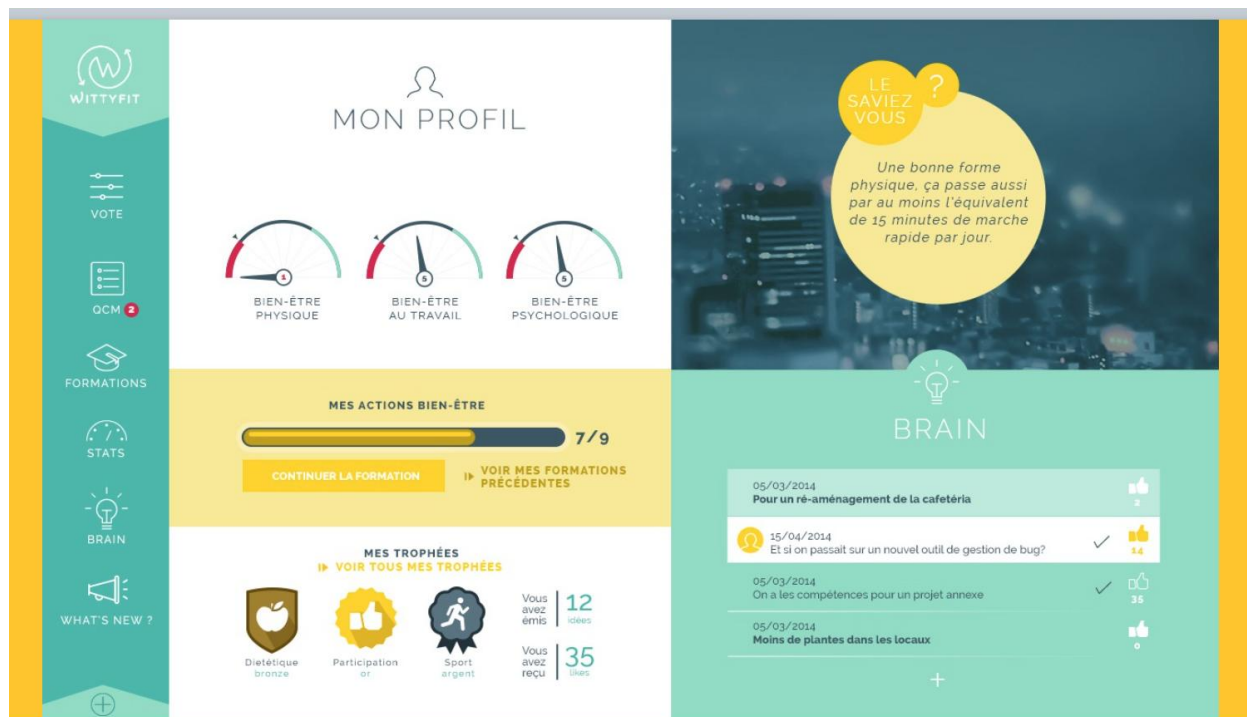 WITTYFIT
VOTE
QCM 2
FORMATIONS
STATS
BRAIN
WHAT'S NEW ?
MON PROFIL
1
BIEN-ÊTRE
PHYSIQUE
5
BIEN-ÊTRE
AU TRAVAIL
5
BIEN-ÊTRE
PSYCHOLOGIQUE
MES ACTIONS BIEN-ÊTRE
7/9
CONTINUER LA FORMATION
VOIR MES FORMATIONS
PRÉCÉDENTES
MES TROPHÉES
VOIR TOUS MES TROPHÉES
Dietétique
bronze
Participation
or
Sport
argent
Vous
avez
émis
12
idées
Vous
avez
reçu
35
likes
LE
SAVIEZ
VOUS
?
Une bonne forme
physique, ça passe aussi
par au moins l'équivalent
de 15 minutes de marche
rapide par jour.
BRAIN
05/03/2014
Pour un ré-aménagement de la cafetéria
2
15/04/2014
Et si on passait sur un nouvel outil de gestion de bug?
14
05/03/2014
On a les compétences pour un projet annexe
35
05/03/2014
Moins de plantes dans les locaux
0
+